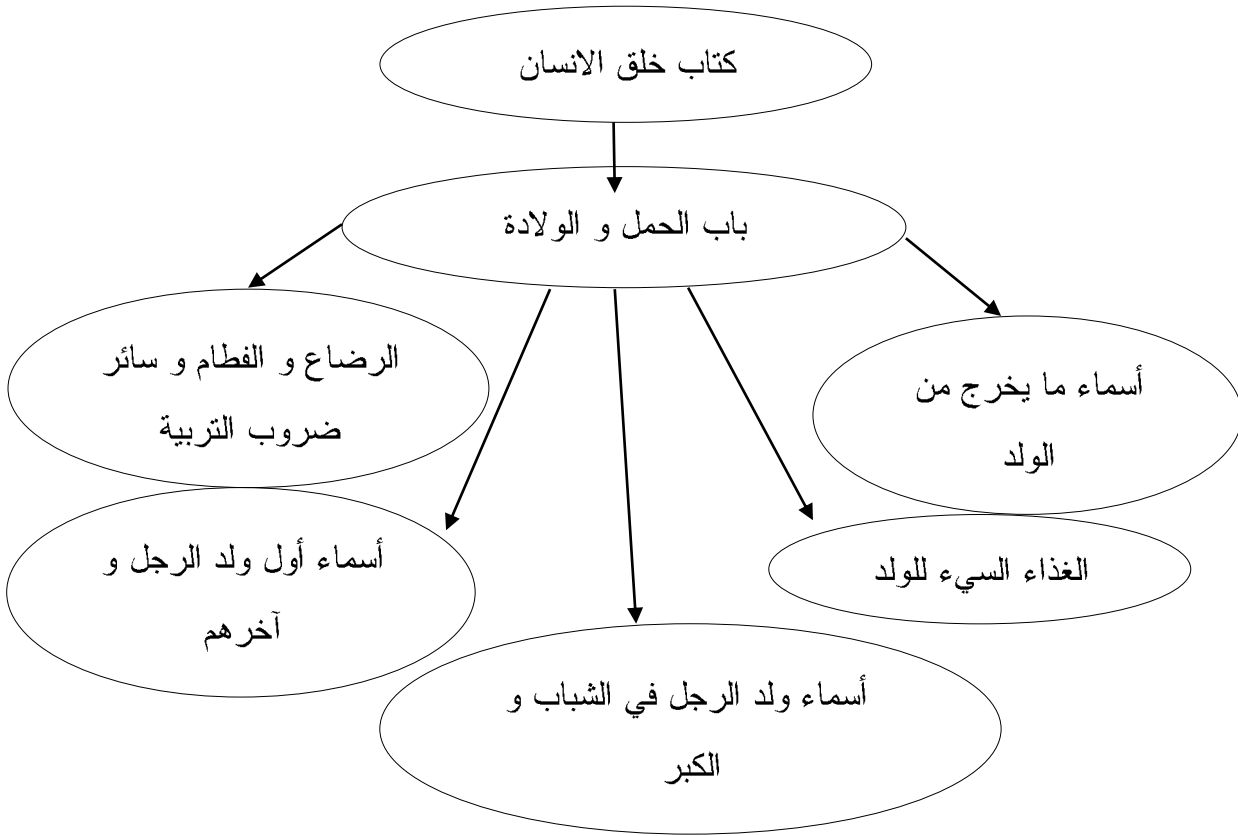 كتاب خلق الانسان
باب الحمل و الولادة
أسماء ما يخرج من
الولد
الرضاع و الفطام و سائر
ضروب التربية
الغذاء السيء للولد
أسماء أول ولد الرجل و
آخرهم
أسماء ولد الرجل في الشباب و
الكبر